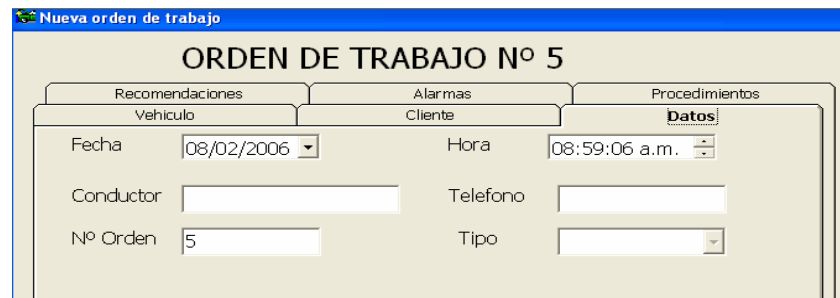 Nueva orden de trabajo
ORDEN DE TRABAJO Nº 5
Recomendaciones Alarmas Procedimientos
Vehiculo Cliente Datos
Fecha 08/02/2006 Hora 08:59:06 a.m.
Conductor Telefono
Nº Orden 5 Tipo